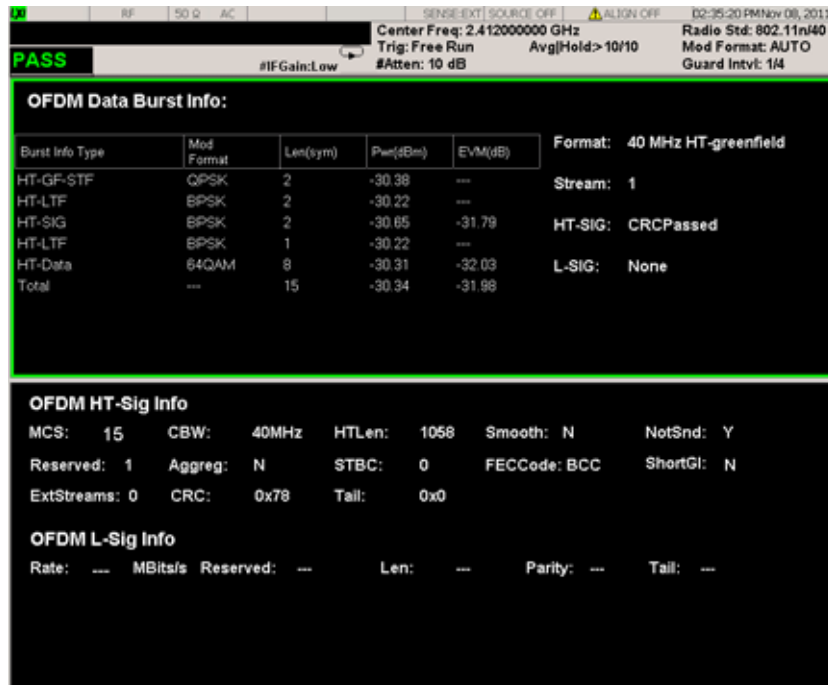 LXI RF 50 Ω AC SENSE:EXT SOURCE OFF ALIGN OFF 02:35:20 PM Nov 08, 2011
Center Freq: 2.412000000 GHz Radio Std: 802.11n/40
PASS Trig: Free Run Avg|Hold:> 10/10 Mod Format: AUTO
#IFGain:Low #Atten: 10 dB Guard Intvl: 1/4
OFDM Data Burst Info:
Burst Info Type Mod Format Len(sym) Pwr(dBm) EVM(dB)
HT-GF-STF QPSK 2 -30.38 ---
HT-LTF BPSK 2 -30.22 ---
HT-SIG BPSK 2 -30.65 -31.79
HT-LTF BPSK 1 -30.22 ---
HT-Data 64QAM 8 -30.31 -32.03
Total --- 15 -30.34 -31.98
Format: 40 MHz HT-greenfield
Stream: 1
HT-SIG: CRCPassed
L-SIG: None
OFDM HT-Sig Info
MCS: 15 CBW: 40MHz HTLen: 1058 Smooth: N NotSnd: Y
Reserved: 1 Aggreg: N STBC: 0 FECCode: BCC ShortGI: N
ExtStreams: 0 CRC: 0x78 Tail: 0x0
OFDM L-Sig Info
Rate: --- MBits/s Reserved: --- Len: --- Parity: --- Tail: ---